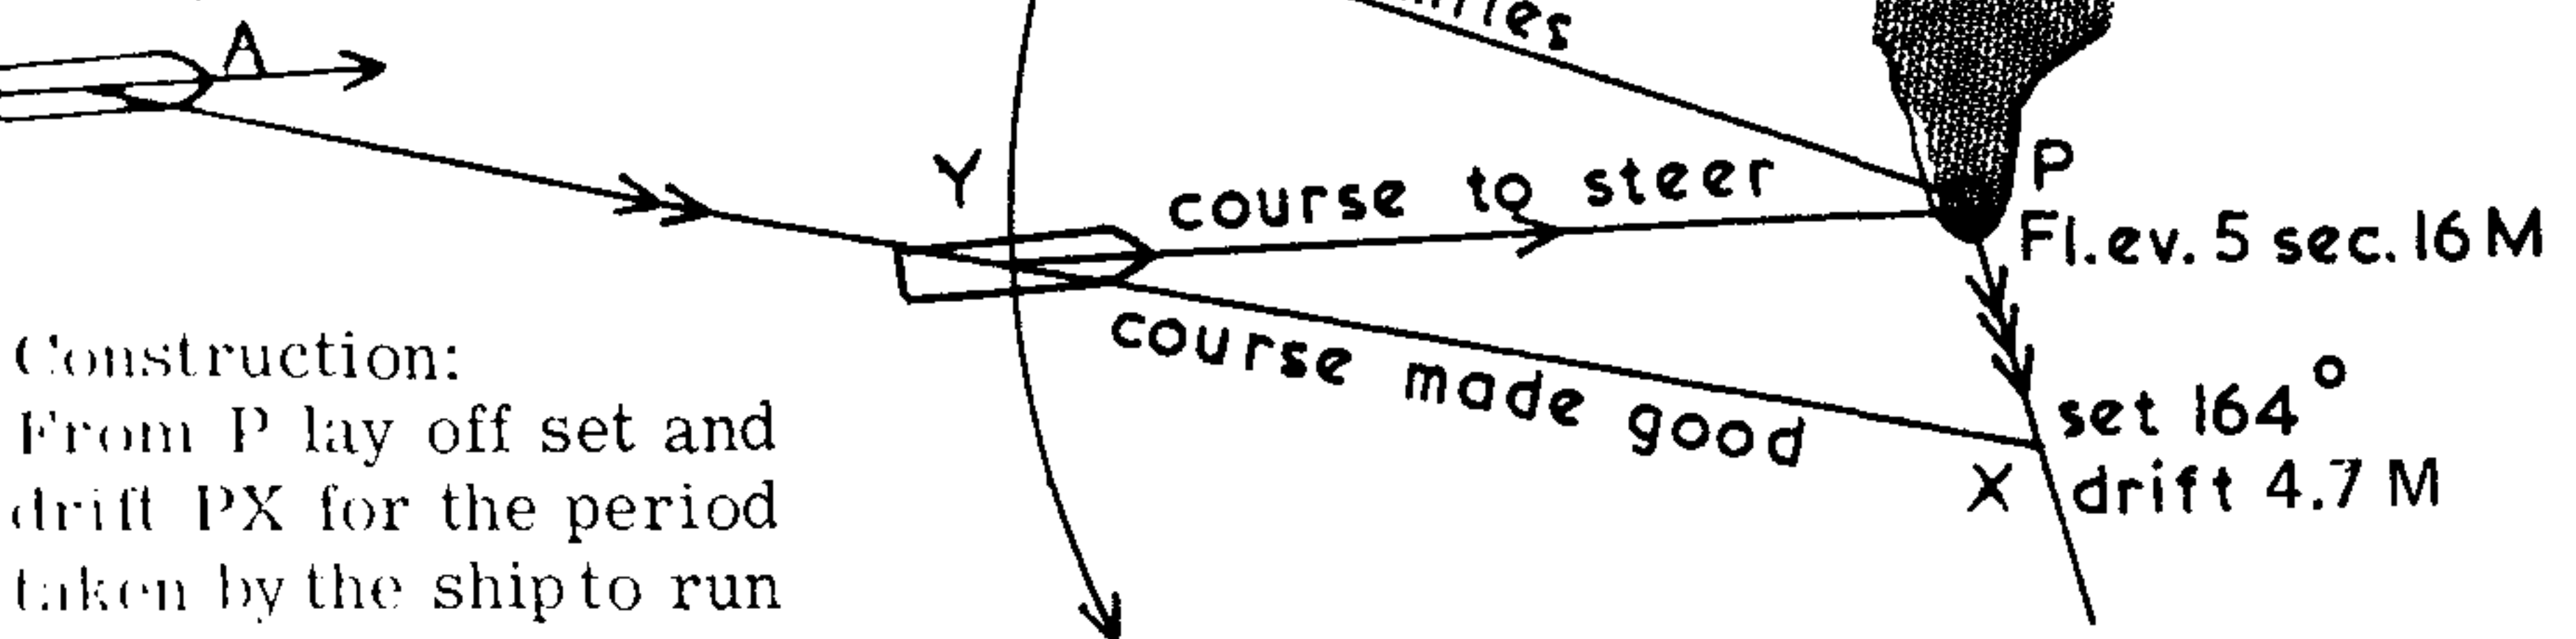 A
Y
course to steer
P
Fl. ev. 5 sec. 16 M
course made good
set 164°
X
drift 4.7 M
Construction:
From P lay off set and
drift PX for the period
taken by the ship to run